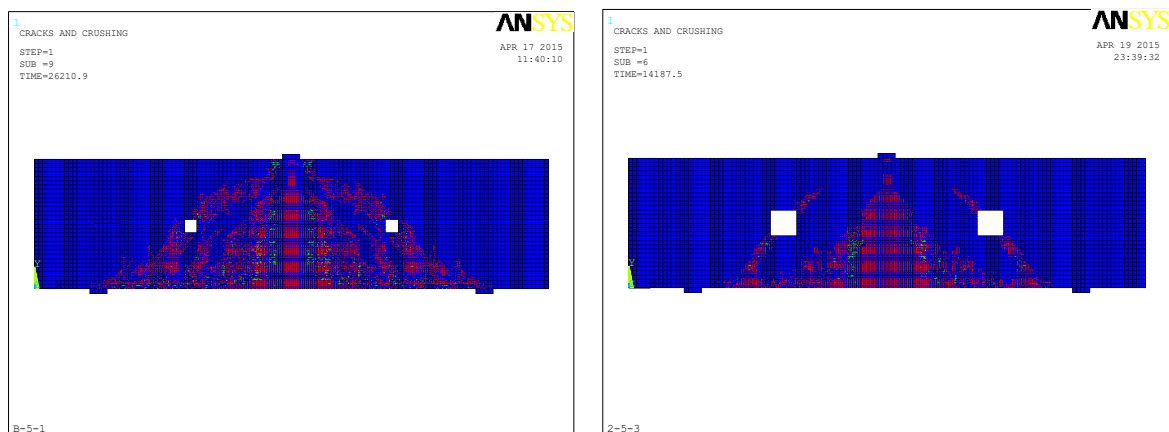 1
CRACKS AND CRUSHING
STEP=1
SUB =9
TIME=26210.9
ANSYS
APR 17 2015
11:40:10
Y
B-5-1
1
CRACKS AND CRUSHING
STEP=1
SUB =6
TIME=14187.5
ANSYS
APR 19 2015
23:39:32
Y
2-5-3